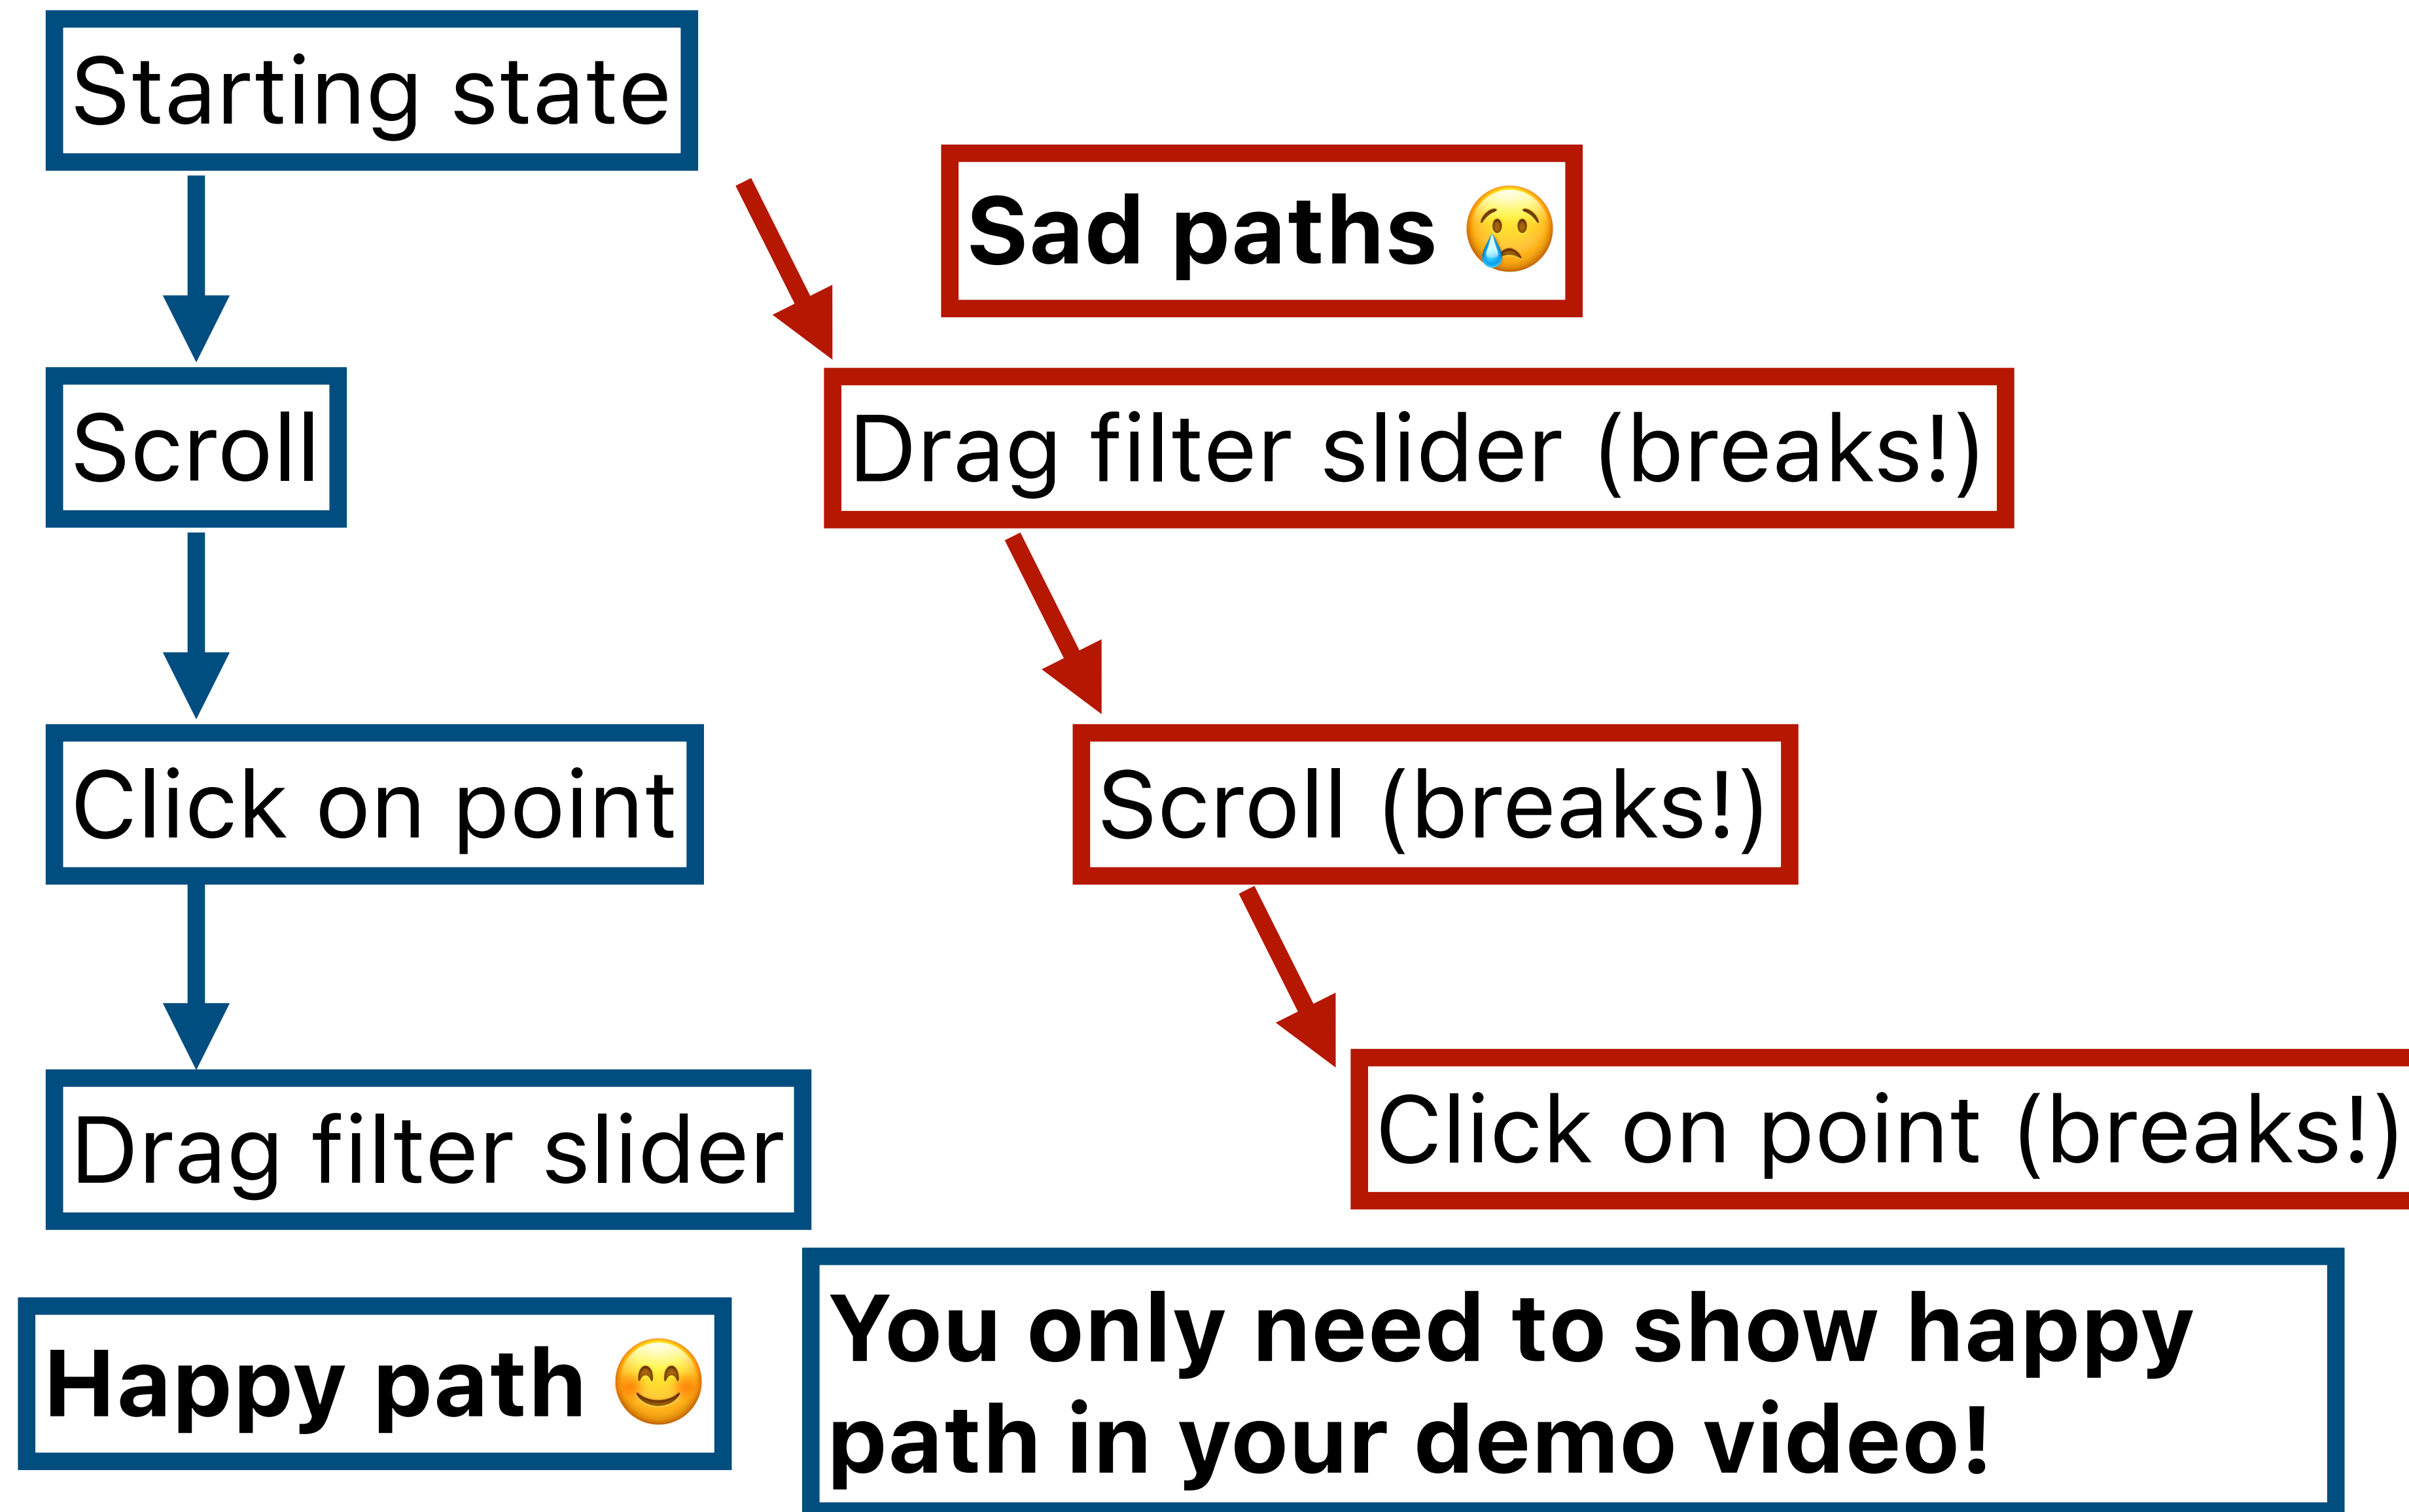 Starting state
Sad paths 😢
Scroll
Drag filter slider (breaks!)
Click on point
Scroll (breaks!)
Drag filter slider
Click on point (breaks!)
Happy path 😊
You only need to show happy
path in your demo video!